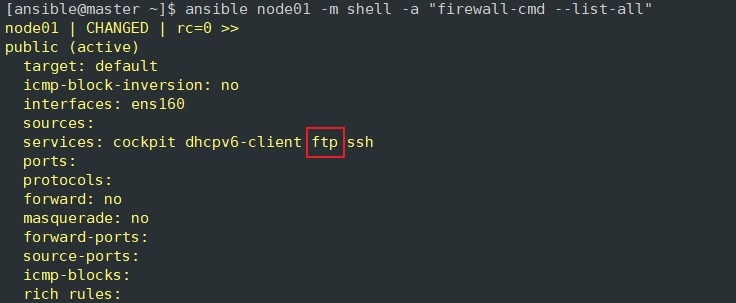 [ansible@master ~]$ ansible node01 -m shell -a "firewall-cmd --list-all"
node01 | CHANGED | rc=0 >>
public (active)
  target: default
  icmp-block-inversion: no
  interfaces: ens160
  sources:
  services: cockpit dhcpv6-client ftp ssh
  ports:
  protocols:
  forward: no
  masquerade: no
  forward-ports:
  source-ports:
  icmp-blocks:
  rich rules: